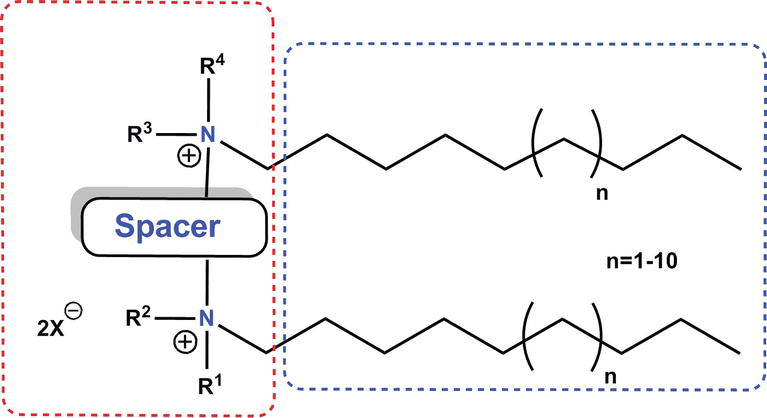 R⁴
R³ N
⊕
n
Spacer
n=1-10
2X⊖
R² N
⊕
R¹
n